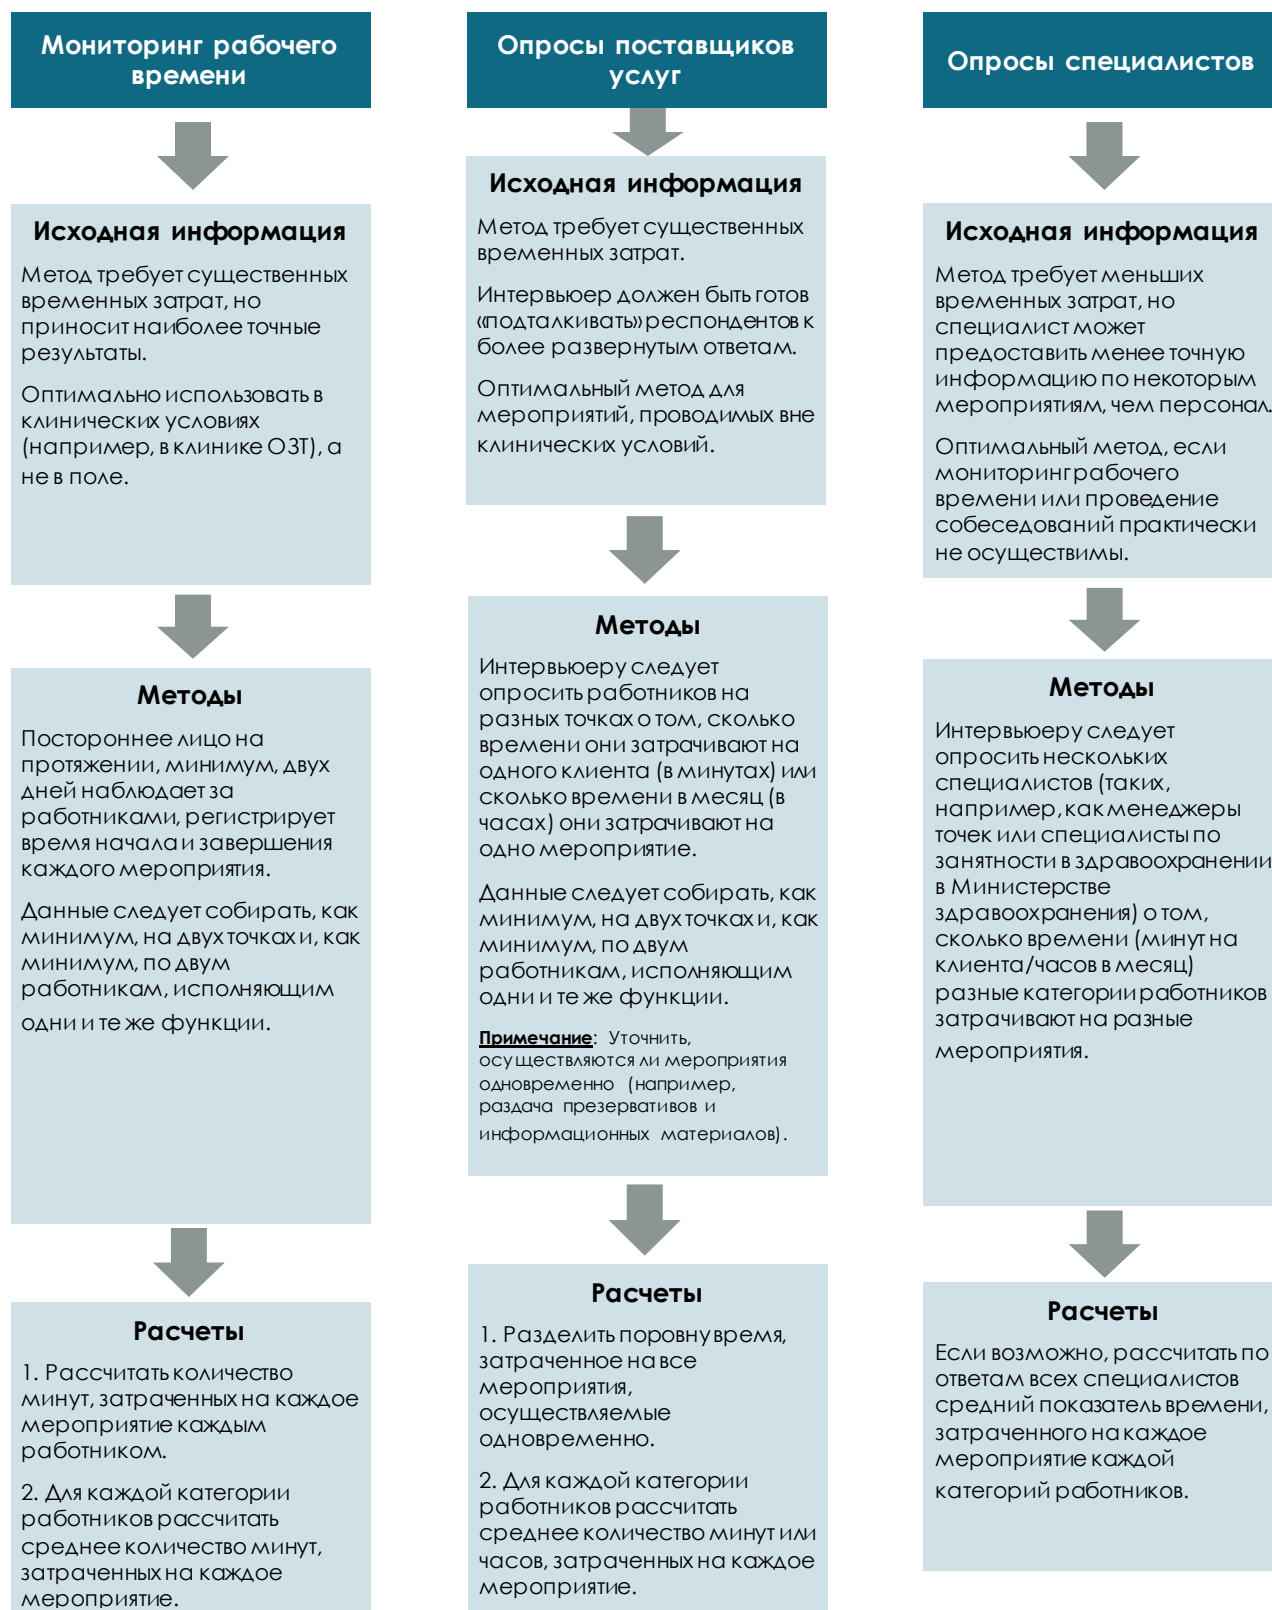 Мониторинг рабочего
времени
Исходная информация
Метод требует существенных
временных затрат, но
приносит наиболее точные
результаты.
Оптимально использовать в
клинических условиях
(например, в клинике ОЗТ), а
не в поле.
Методы
Постороннее лицо на
протяжении, минимум, двух
дней наблюдает за
работниками, регистрирует
время начала и завершения
каждого мероприятия.
Данные следует собирать, как
минимум, на двух точках и, как
минимум, по двум
работникам, исполняющим
одни и те же функции.
Расчеты
1. Рассчитать количество
минут, затраченных на каждое
мероприятие каждым
работником.
2. Для каждой категории
работников рассчитать
среднее количество минут,
затраченных на каждое
мероприятие.
Опросы поставщиков
услуг
Исходная информация
Метод требует существенных
временных затрат.
Интервьюер должен быть готов
«подталкивать» респондентов к
более развернутым ответам.
Оптимальный метод для
мероприятий, проводимых вне
клинических условий.
Методы
Интервьюеру следует
опросить работников на
разных точках о том, сколько
времени они затрачивают на
одного клиента (в минутах) или
сколько времени в месяц (в
часах) они затрачивают на
одно мероприятие.
Данные следует собирать, как
минимум, на двух точках и, как
минимум, по двум
работникам, исполняющим
одни и те же функции.
Примечание: Уточнить,
осуществляются ли мероприятия
одновременно (например,
раздача презервативов и
информационных материалов).
Расчеты
1. Разделить поровну время,
затраченное на все
мероприятия,
осуществляемые
одновременно.
2. Для каждой категории
работников рассчитать
среднее количество минут или
часов, затраченных на каждое
мероприятие.
Опросы специалистов
Исходная информация
Метод требует меньших
временных затрат, но
специалист может
предоставить менее точную
информацию по некоторым
мероприятиям, чем персонал.
Оптимальный метод, если
мониторинг рабочего
времени или проведение
собеседований практически
не осуществимы.
Методы
Интервьюеру следует
опросить нескольких
специалистов (таких,
например, как менеджеры
точек или специалисты по
занятности в здравоохранении
в Министерстве
здравоохранения) о том,
сколько времени (минут на
клиента/часов в месяц)
разные категории работников
затрачивают на разные
мероприятия.
Расчеты
Если возможно, рассчитать по
ответам всех специалистов
средний показатель времени,
затраченного на каждое
мероприятие каждой
категорий работников.